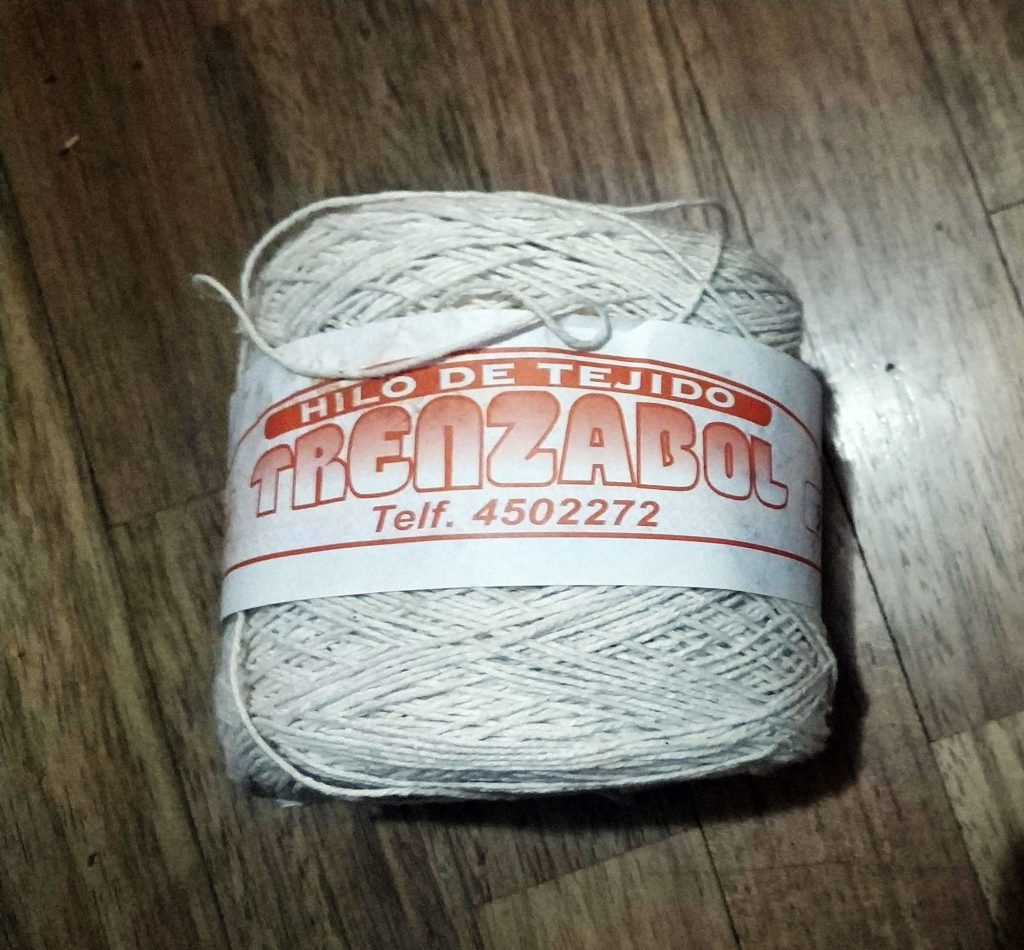 HILO DE TEJIDO
TRENZABOL
Telf. 4502272